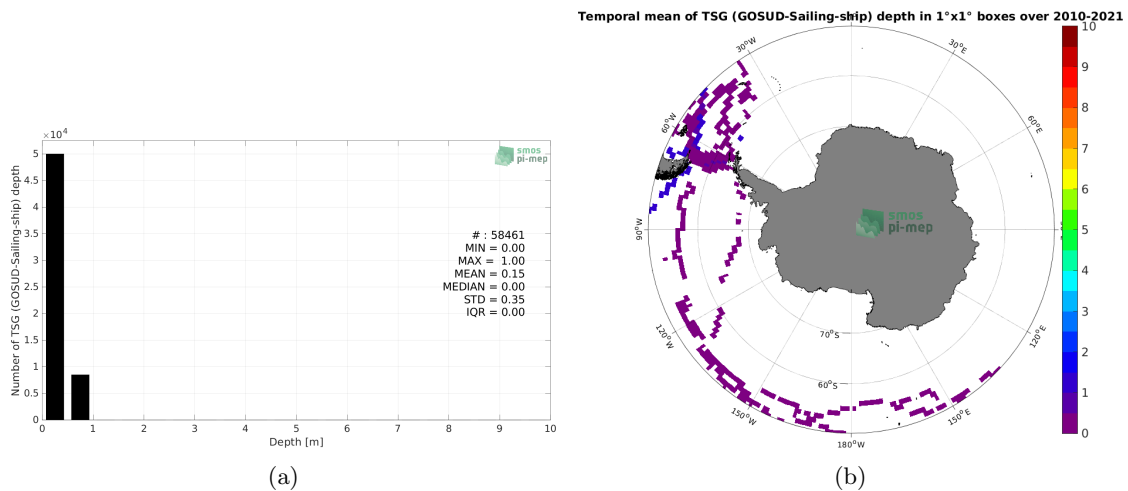 Temporal mean of TSG (GOSUD-Sailing-ship) depth in 1°x1° boxes over 2010-2021
×10⁴
Number of TSG (GOSUD-Sailing-ship) depth
5
4.5
4
3.5
3
2.5
2
1.5
1
0.5
0
0 1 2 3 4 5 6 7 8 9 10
Depth [m]
smos
pi-mep
# : 58461
MIN = 0.00
MAX = 1.00
MEAN = 0.15
MEDIAN = 0.00
STD = 0.35
IQR = 0.00
(a)
30°W
30°E
60°W
60°E
90°W
120°W
120°E
150°W
150°E
180°W
70°S
60°S
smos
pi-mep
10
9
8
7
6
5
4
3
2
1
0
(b)